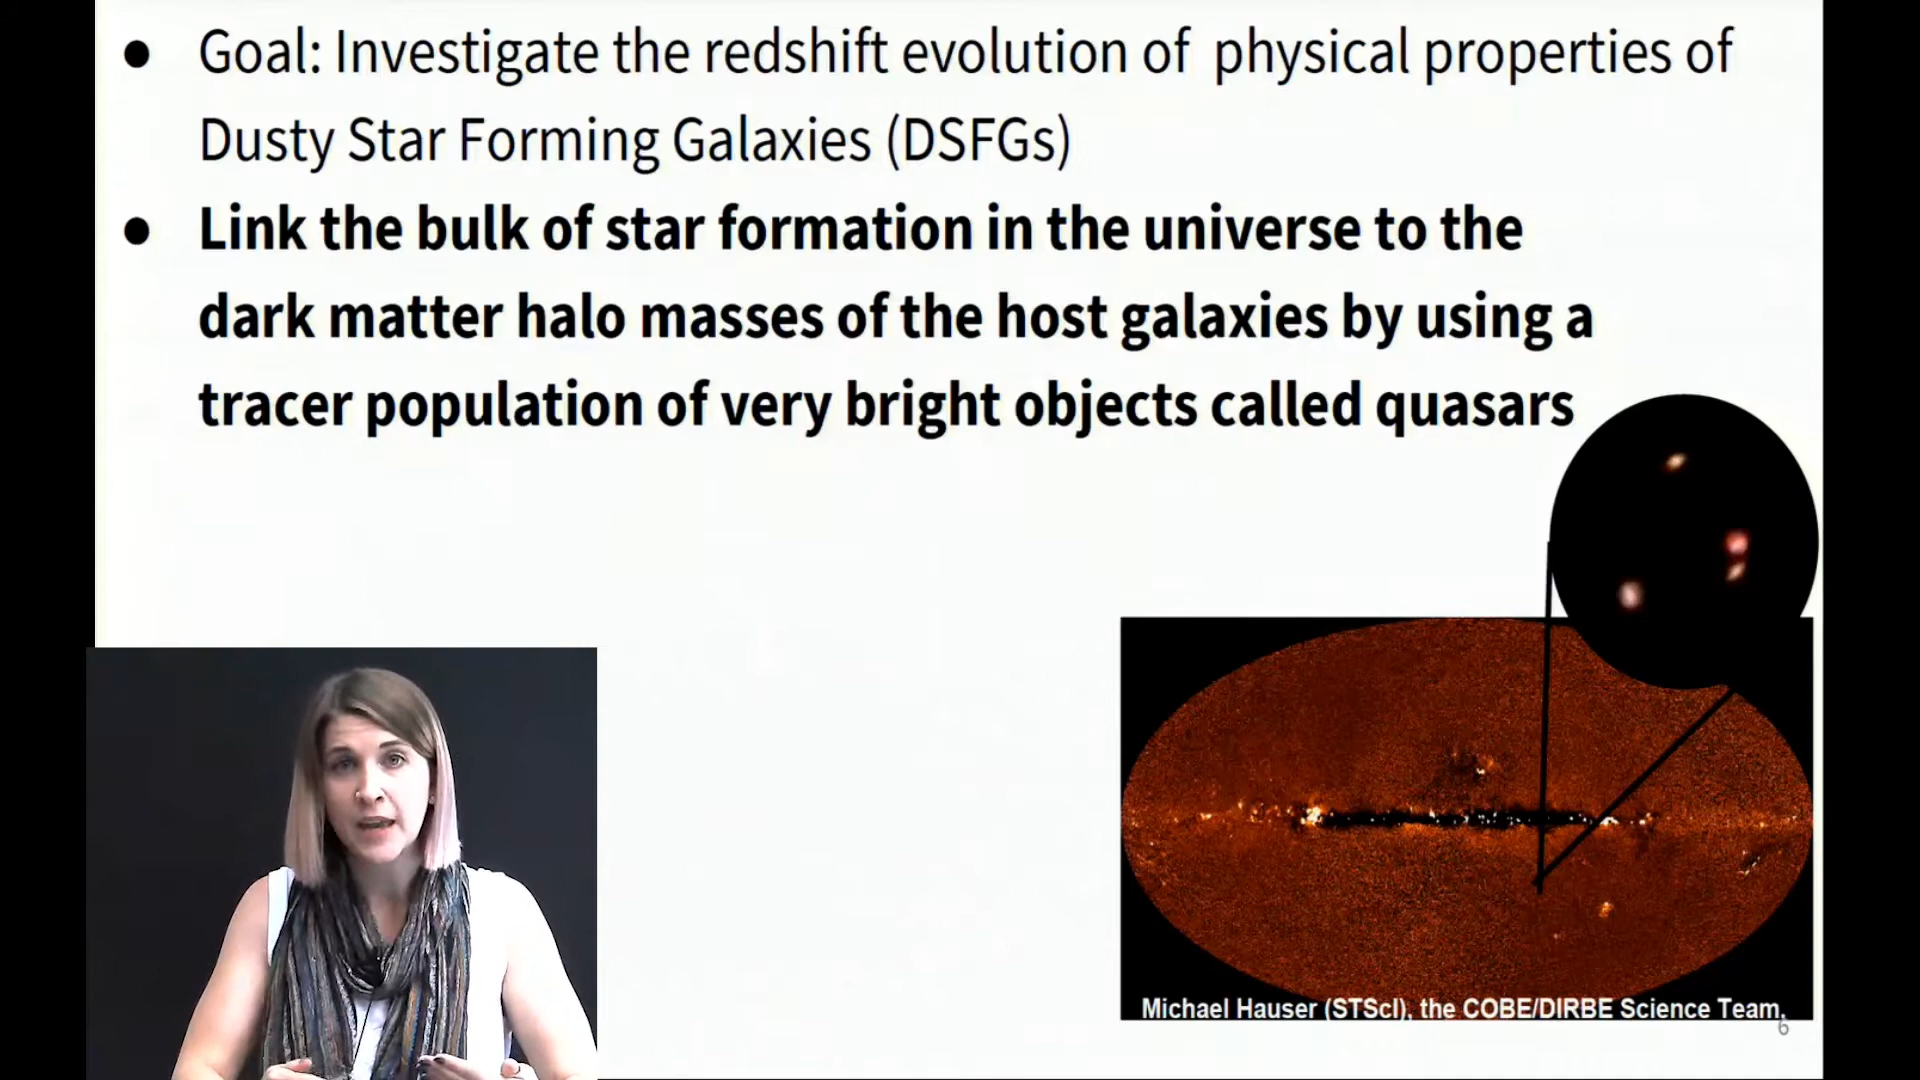 ● Goal: Investigate the redshift evolution of physical properties of
Dusty Star Forming Galaxies (DSFGs)
● Link the bulk of star formation in the universe to the
dark matter halo masses of the host galaxies by using a
tracer population of very bright objects called quasars
Michael Hauser (STScI), the COBE/DIRBE Science Team,
6